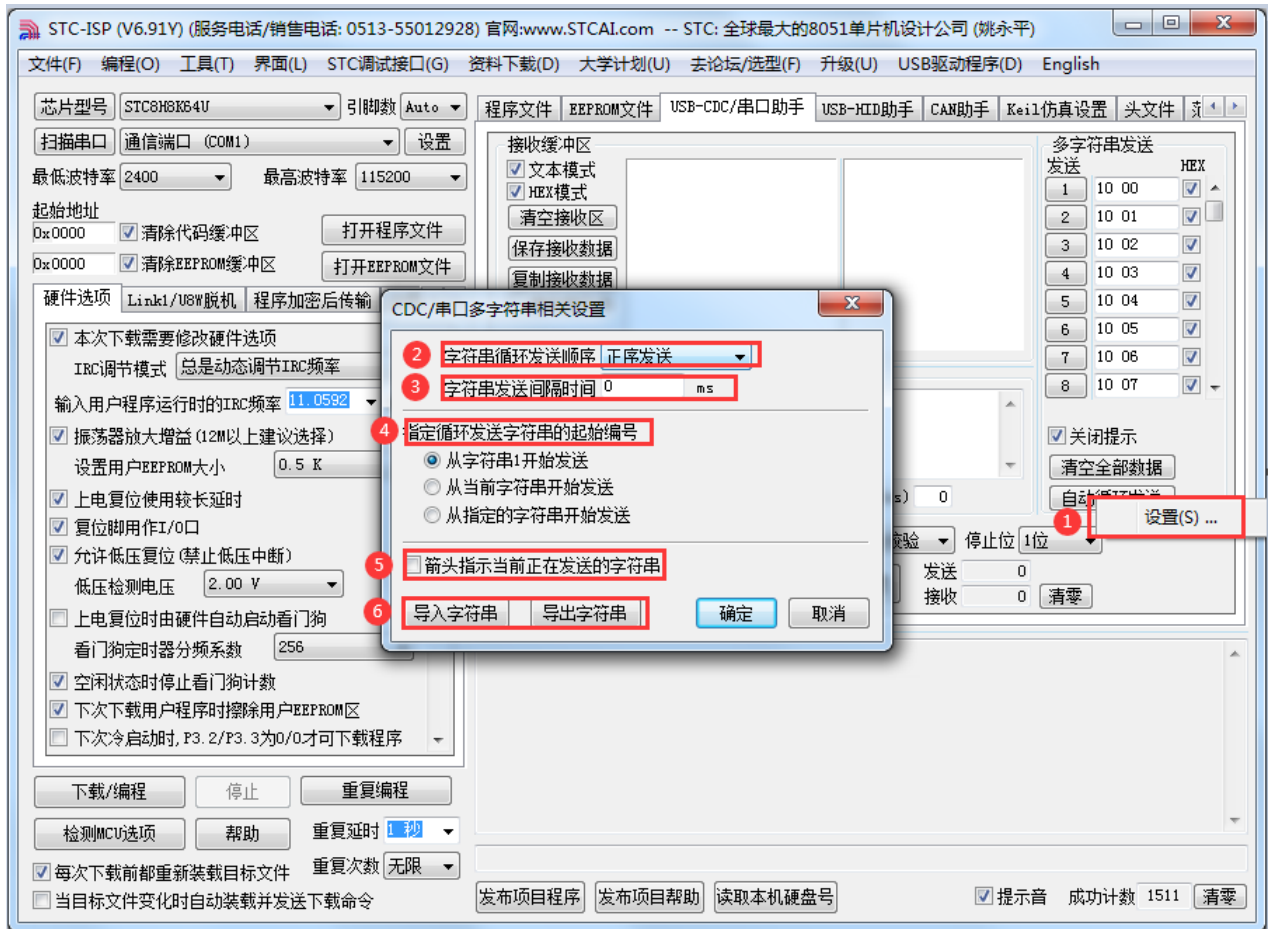 STC-ISP (V6.91Y) (服务电话/销售电话: 0513-55012928) 官网:www.STCAI.com -- STC: 全球最大的8051单片机设计公司 (姚永平)
文件(F) 编程(O) 工具(T) 界面(L) STC调试接口(G) 资料下载(D) 大学计划(U) 去论坛/选型(F) 升级(U) USB驱动程序(D) English
芯片型号 STC8H8K64U 引脚数 Auto
扫描串口 通信端口 (COM1) 设置
最低波特率 2400 最高波特率 115200
起始地址
0x0000 清除代码缓冲区 打开程序文件
0x0000 清除EEPROM缓冲区 打开EEPROM文件
硬件选项 Link1/U8W脱机 程序加密后传输
本次下载需要修改硬件选项
IRC调节模式 总是动态调节IRC频率
输入用户程序运行时的IRC频率 11.0592
振荡器放大增益(12M以上建议选择)
设置用户EEPROM大小 0.5 K
上电复位使用较长延时
复位脚用作I/O口
允许低压复位(禁止低压中断)
低压检测电压 2.00 V
上电复位时由硬件自动启动看门狗
看门狗定时器分频系数 256
空闲状态时停止看门狗计数
下次下载用户程序时擦除用户EEPROM区
下次冷启动时,P3.2/P3.3为0/0才可下载程序
下载/编程 停止 重复编程
检测MCU选项 帮助 重复延时 1 秒
每次下载前都重新装载目标文件 重复次数 无限
当目标文件变化时自动装载并发送下载命令
程序文件 EEPROM文件 USB-CDC/串口助手 USB-HID助手 CAN助手 Keil仿真设置 头文件
接收缓冲区
文本模式
HEX模式
清空接收区
保存接收数据
复制接收数据
多字符串发送
发送 HEX
1 10 00
2 10 01
3 10 02
4 10 03
5 10 04
6 10 05
7 10 06
8 10 07
关闭提示
清空全部数据
自动循环发送
1 设置(S) ...
s) 0
校验 停止位 1位
发送 0
接收 0 清零
CDC/串口多字符串相关设置
2 字符串循环发送顺序 正序发送
3 字符串发送间隔时间 0 ms
4 指定循环发送字符串的起始编号
从字符串1开始发送
从当前字符串开始发送
从指定的字符串开始发送
5 箭头指示当前正在发送的字符串
6 导入字符串 导出字符串 确定 取消
发布项目程序 发布项目帮助 读取本机硬盘号 提示音 成功计数 1511 清零